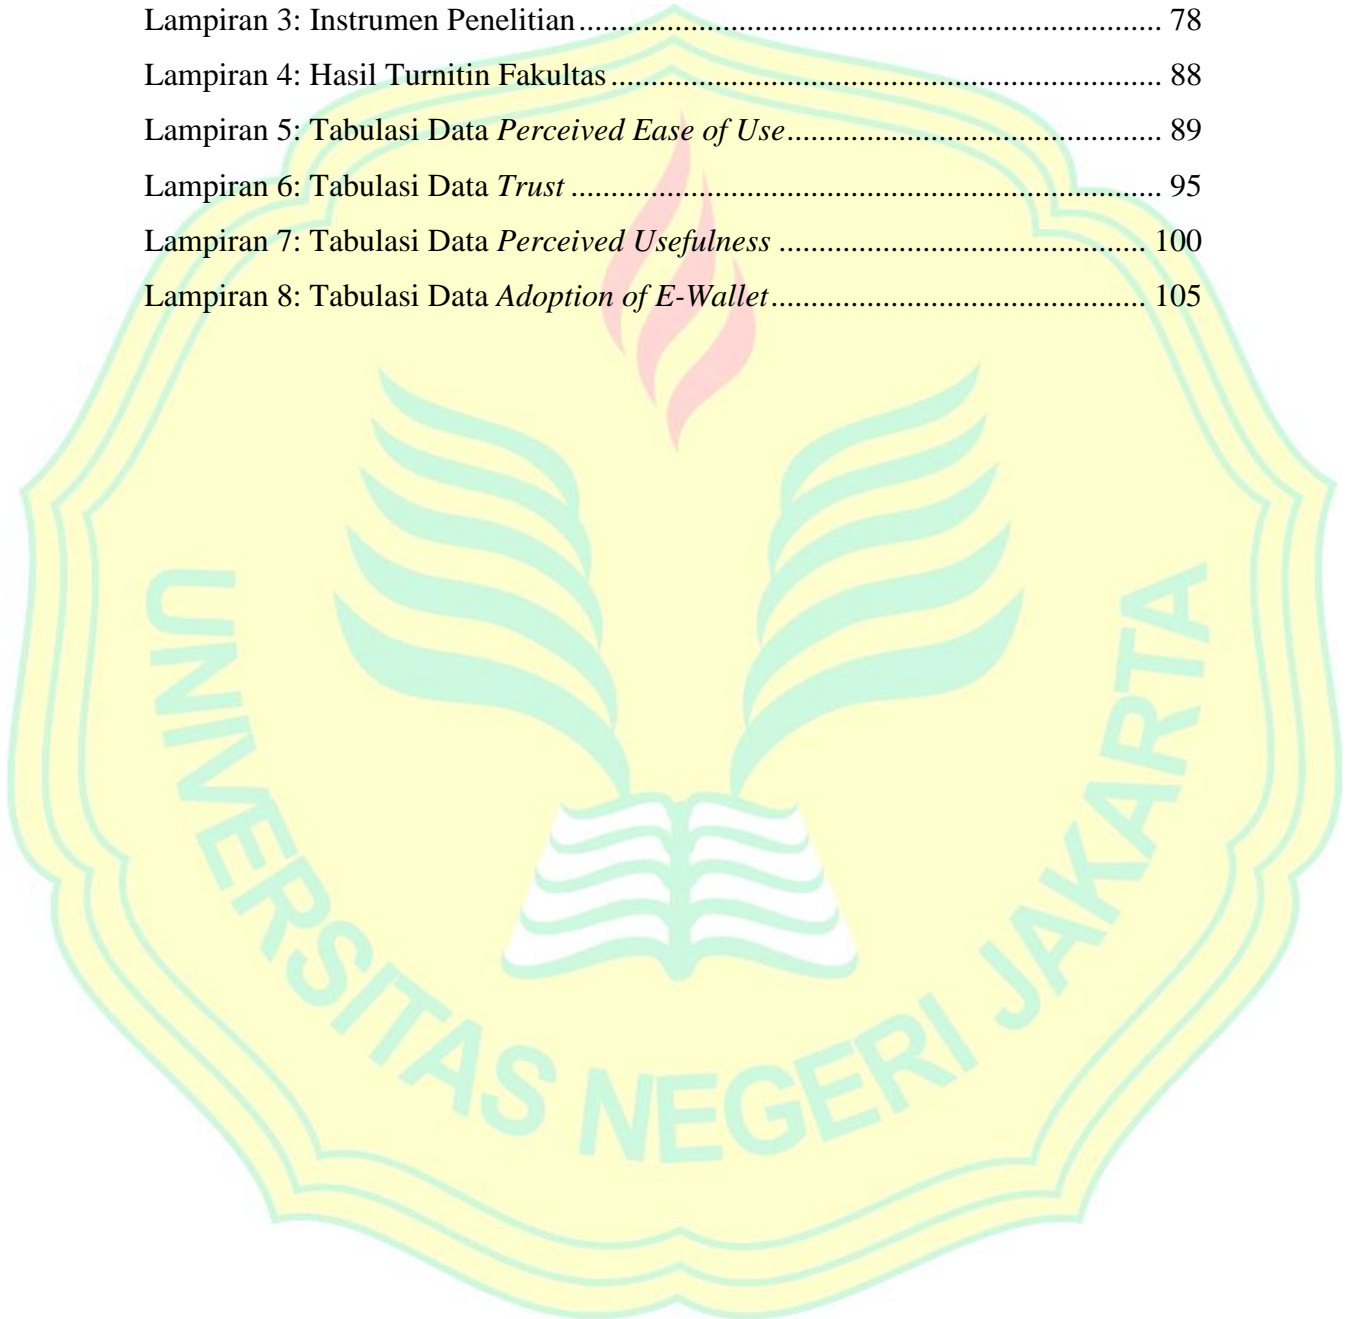 Lampiran 3: Instrumen Penelitian........................................................................ 78
Lampiran 4: Hasil Turnitin Fakultas.................................................................... 88
Lampiran 5: Tabulasi Data Perceived Ease of Use.............................................. 89
Lampiran 6: Tabulasi Data Trust ......................................................................... 95
Lampiran 7: Tabulasi Data Perceived Usefulness ............................................. 100
Lampiran 8: Tabulasi Data Adoption of E-Wallet.............................................. 105
UNIVERSITAS NEGERI JAKARTA